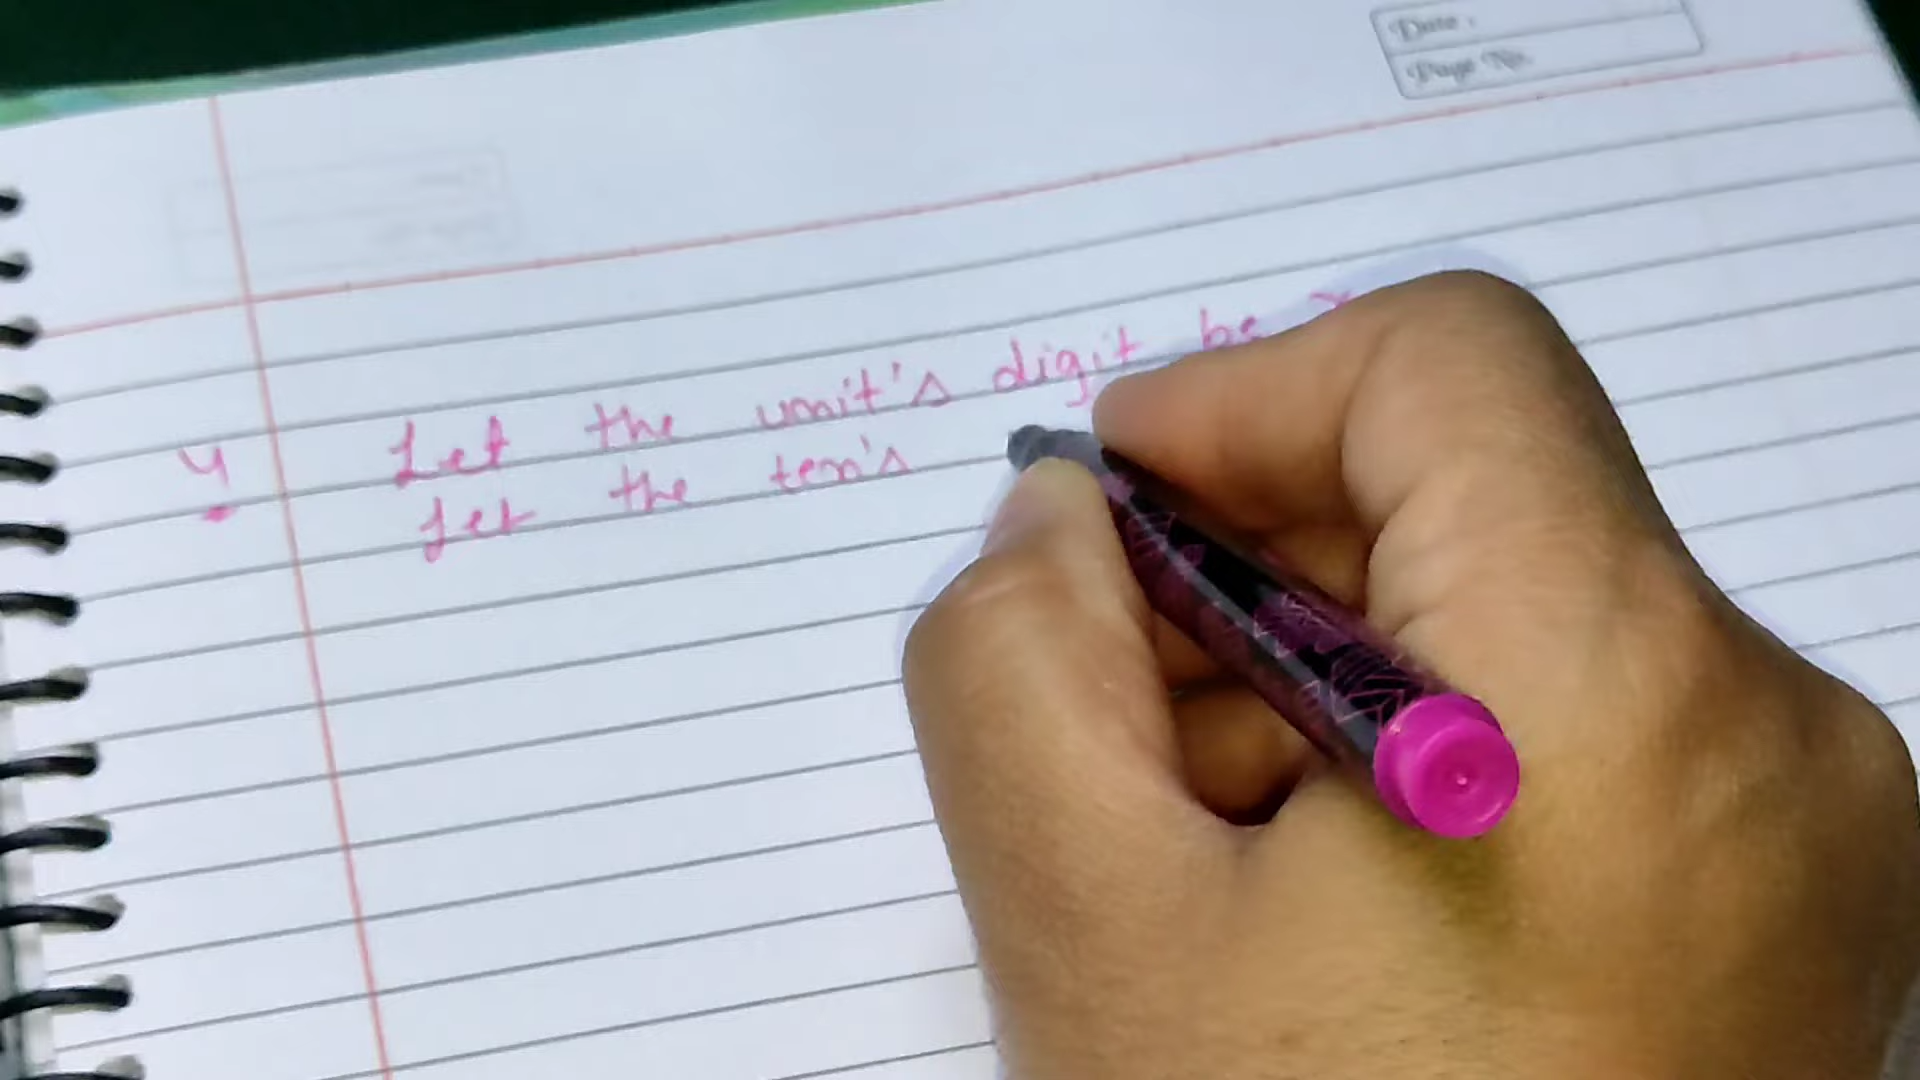 Date :
Page No.
4 Let the unit's digit be x
Let the ten's